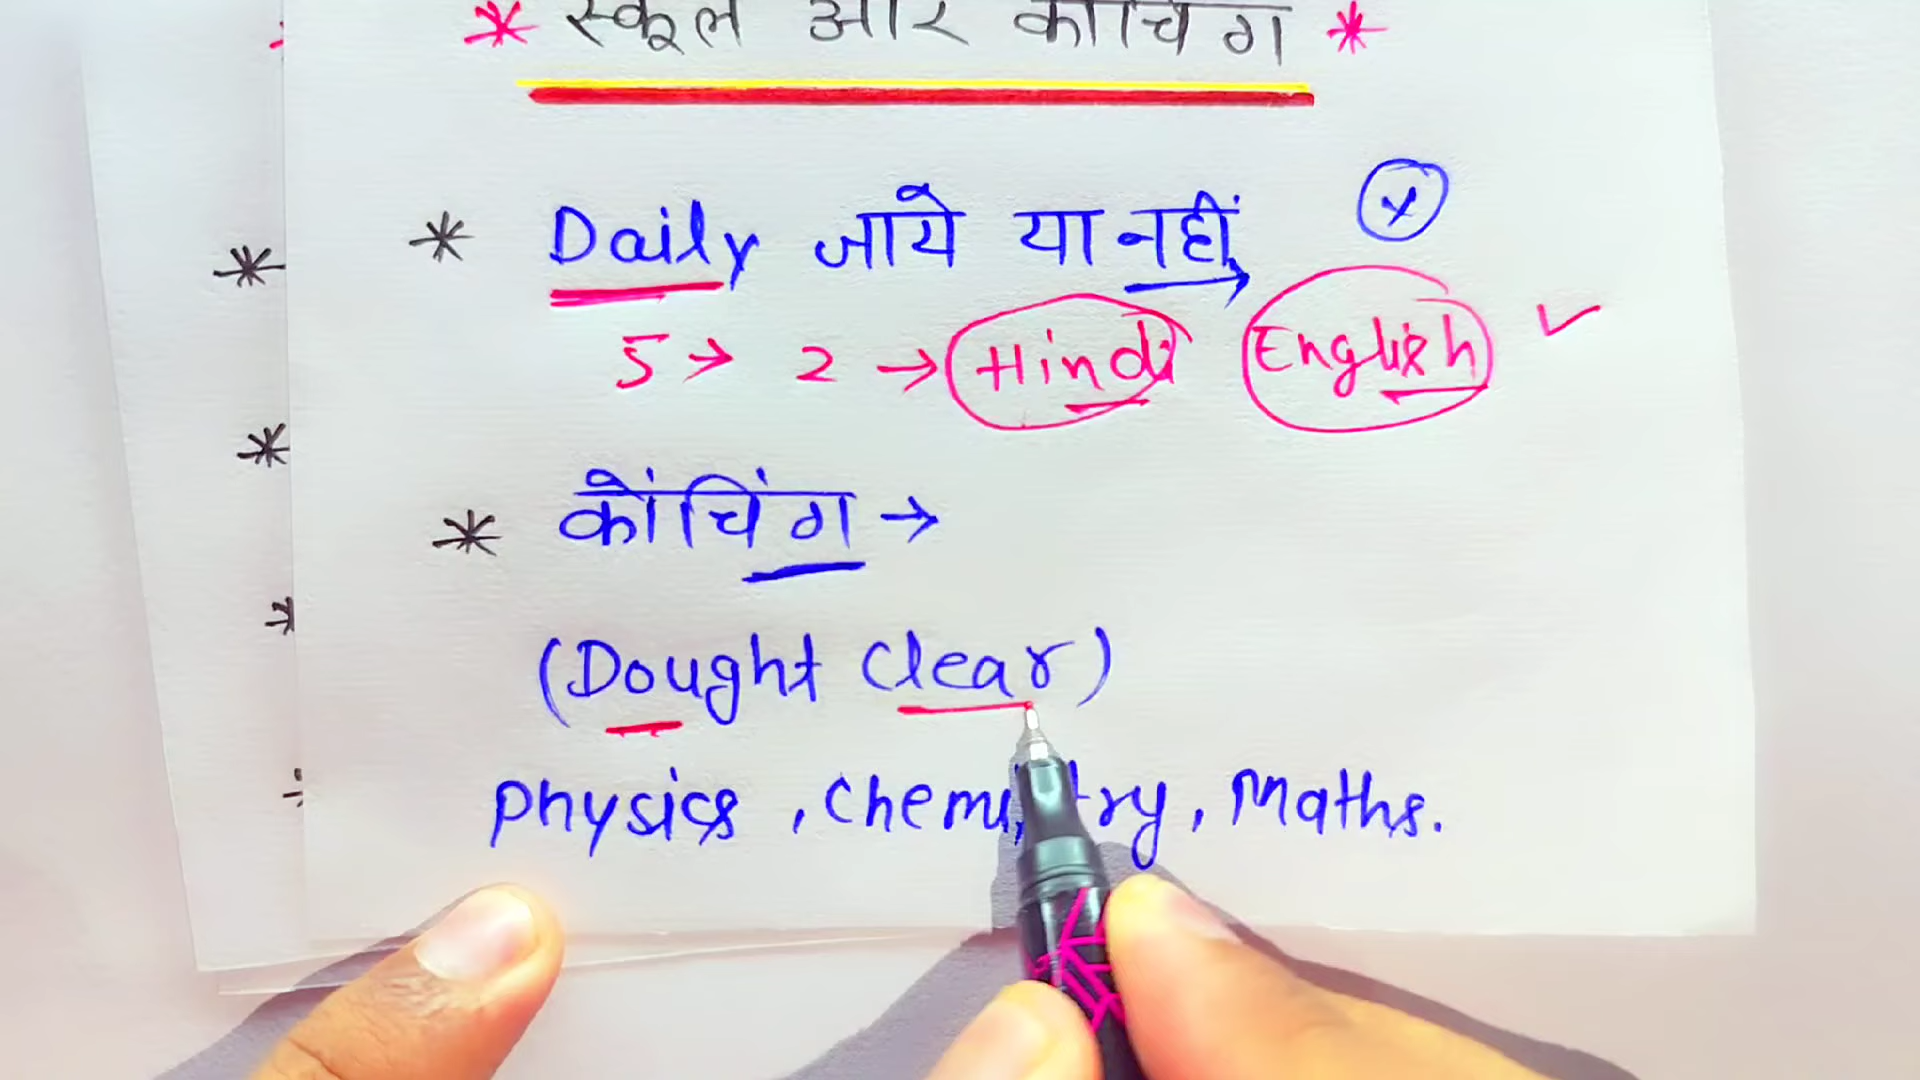 * स्कूल और कोचिंग *
* Daily जाये या नहीं x
5 → 2 → Hindi English ✓
* कोंचिंग →
(Dought Clear)
Physics, Chemistry, Maths.